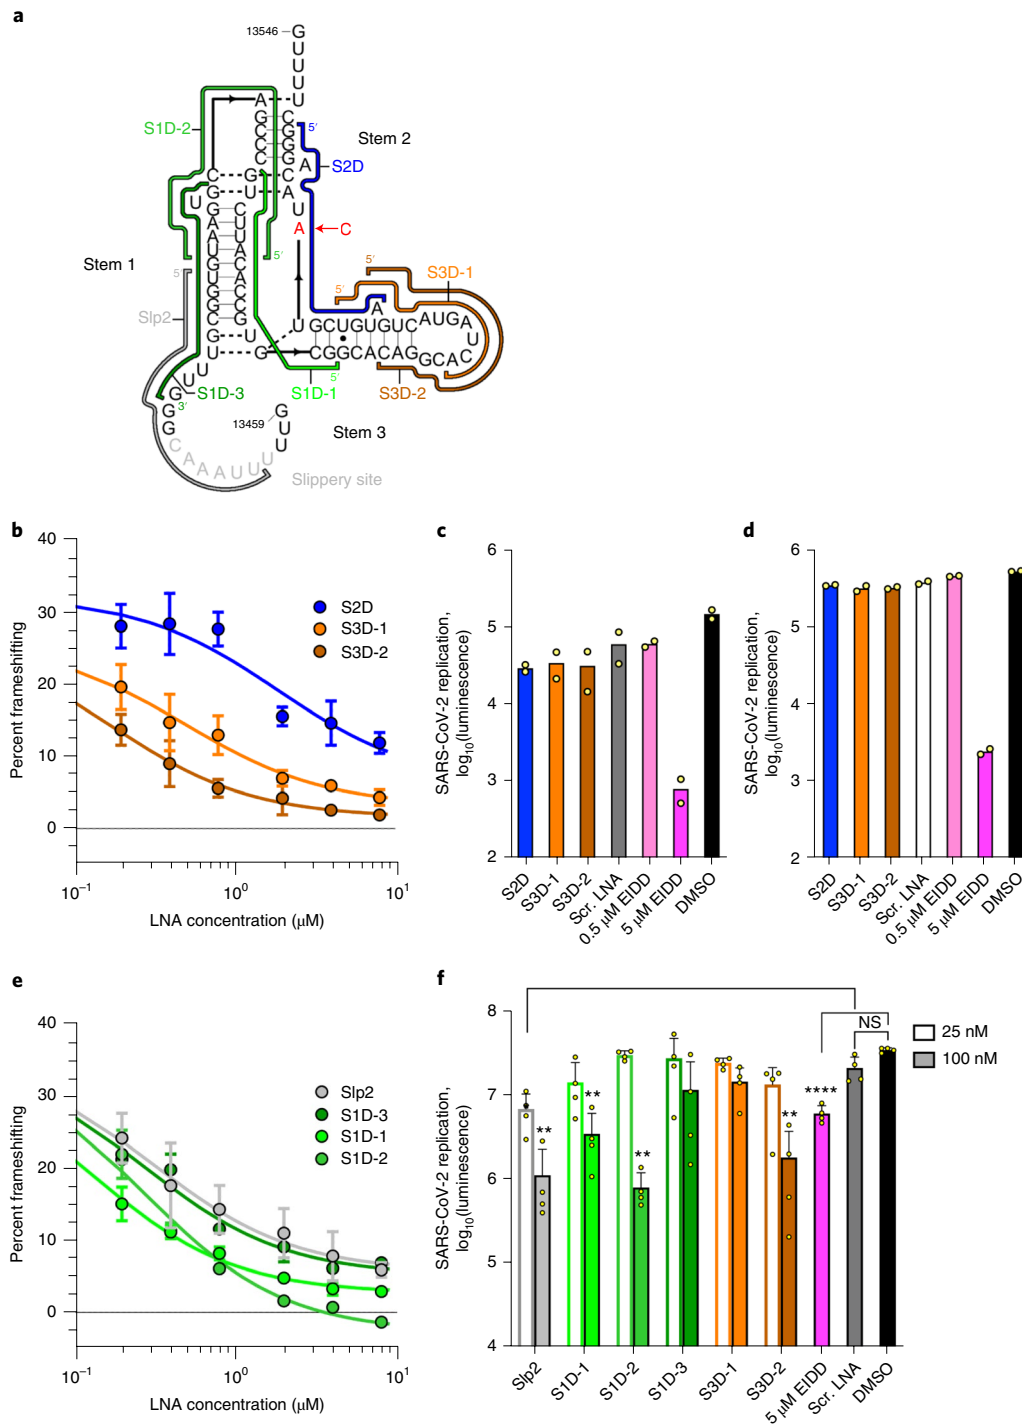 a
13546
G
U
U
U
U
A
G
C
C
C
C
G
G
G
C
A
5′
Stem 2
S1D-2
S2D
A
C
G
G
U
U
A
A
G
U
U
G
G
U
G
C
G
U
G
U
C
U
U
A
C
A
C
C
G
U
G
5′
A
C
Stem 1
5′
5′
5′
S3D-1
A
Slp2
UGCUGUGUCAUGA
U
CGGCACAGGACAC
S1D-3
S1D-1
5′
S3D-2
U
U
G
G
G
3′
13459
G
U
U
Stem 3
CAAAUUU
Slippery site
b
40
30
20
10
0
Percent frameshifting
S2D
S3D-1
S3D-2
10⁻¹ 10⁰ 10¹
LNA concentration (μM)
c
6
5
4
3
2
SARS-CoV-2 replication,
log₁₀(luminescence)
S2D
S3D-1
S3D-2
Scr. LNA
0.5 μM EIDD
5 μM EIDD
DMSO
d
6
5
4
3
2
SARS-CoV-2 replication,
log₁₀(luminescence)
S2D
S3D-1
S3D-2
Scr. LNA
0.5 μM EIDD
5 μM EIDD
DMSO
e
40
30
20
10
0
Percent frameshifting
Slp2
S1D-3
S1D-1
S1D-2
10⁻¹ 10⁰ 10¹
LNA concentration (μM)
f
8
7
6
5
4
SARS-CoV-2 replication,
log₁₀(luminescence)
**
**
**
**
****
NS
25 nM
100 nM
Slp2
S1D-1
S1D-2
S1D-3
S3D-1
S3D-2
5 μM EIDD
Scr. LNA
DMSO